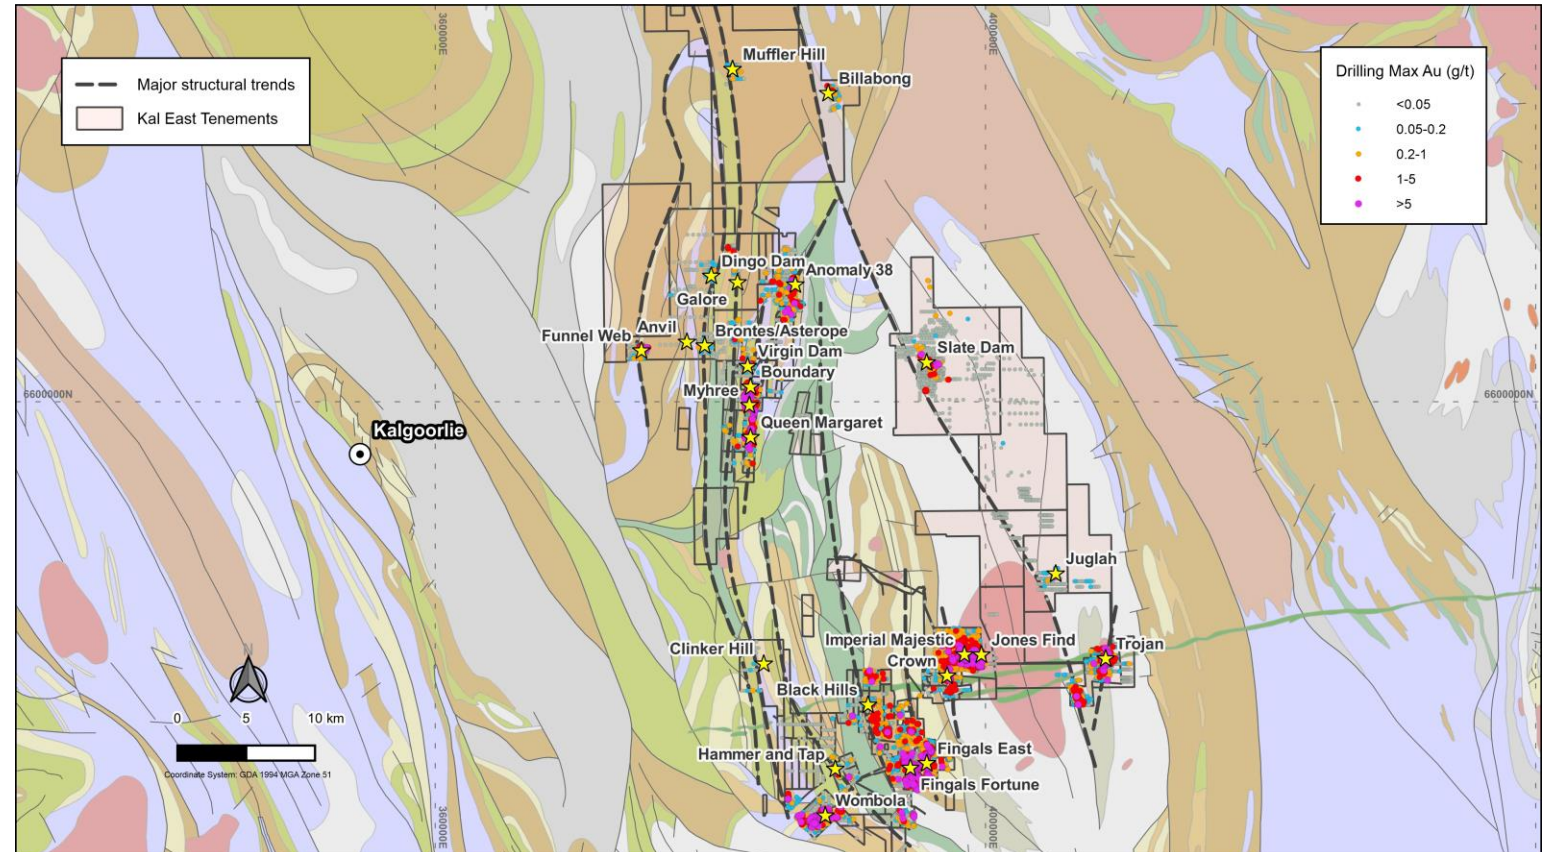 360000E
400000E
Major structural trends
Kal East Tenements
Drilling Max Au (g/t)
<0.05
0.05-0.2
0.2-1
1-5
>5
Muffler Hill
Billabong
Dingo Dam
Anomaly 38
Galore
Funnel Web
Anvil
Brontes/Asterope
Virgin Dam
Boundary
Slate Dam
Myhree
6600000N
6600000N
Queen Margaret
Kalgoorlie
Juglah
Clinker Hill
Imperial Majestic
Jones Find
Trojan
Crown
Black Hills
N
0 5 10 km
Coordinate System: GDA 1994 MGA Zone 51
Hammer and Tap
Fingals East
Fingals Fortune
Wombola
360000E
400000E